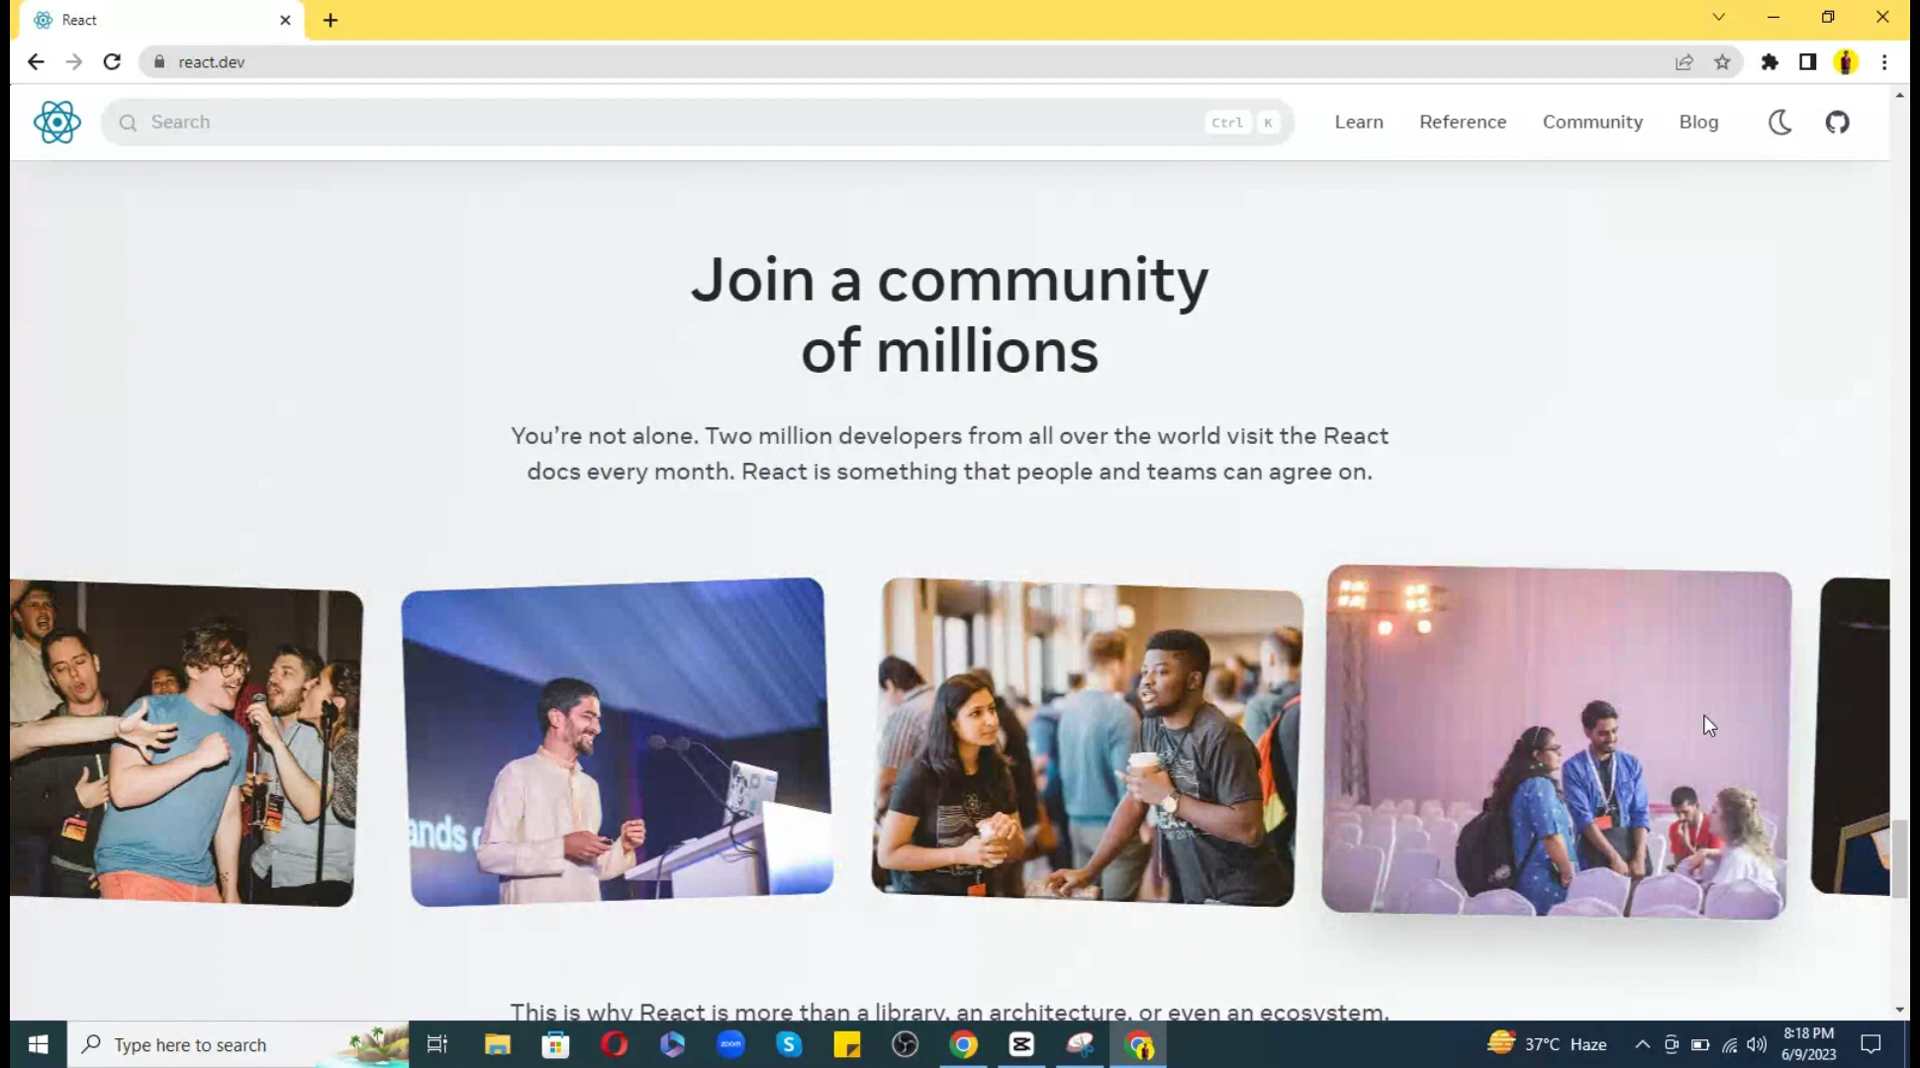 React
react.dev
Search
Ctrl K
Learn
Reference
Community
Blog
Join a community
of millions
You're not alone. Two million developers from all over the world visit the React
docs every month. React is something that people and teams can agree on.
ands
This is why React is more than a library, an architecture, or even an ecosystem.
Type here to search
zoom
37°C Haze
8:18 PM
6/9/2023